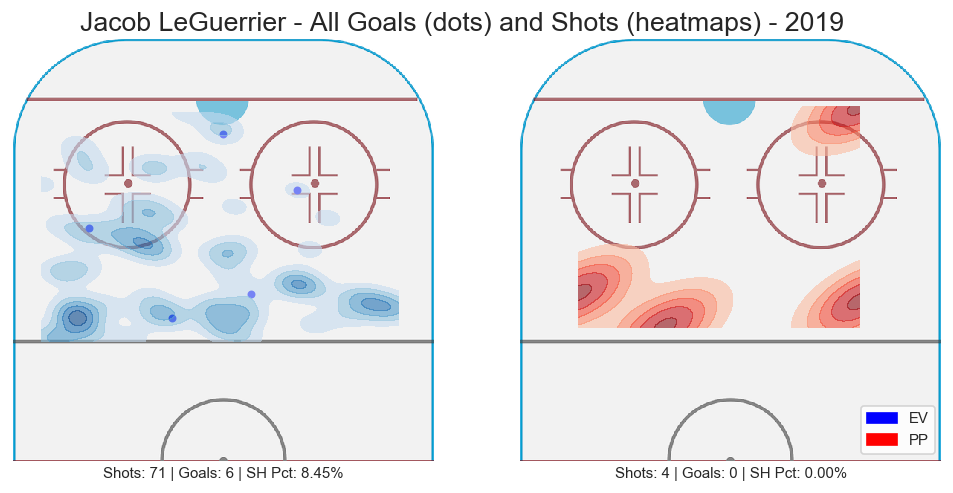 Jacob LeGuerrier - All Goals (dots) and Shots (heatmaps) - 2019
EV
PP
Shots: 71 | Goals: 6 | SH Pct: 8.45%
Shots: 4 | Goals: 0 | SH Pct: 0.00%